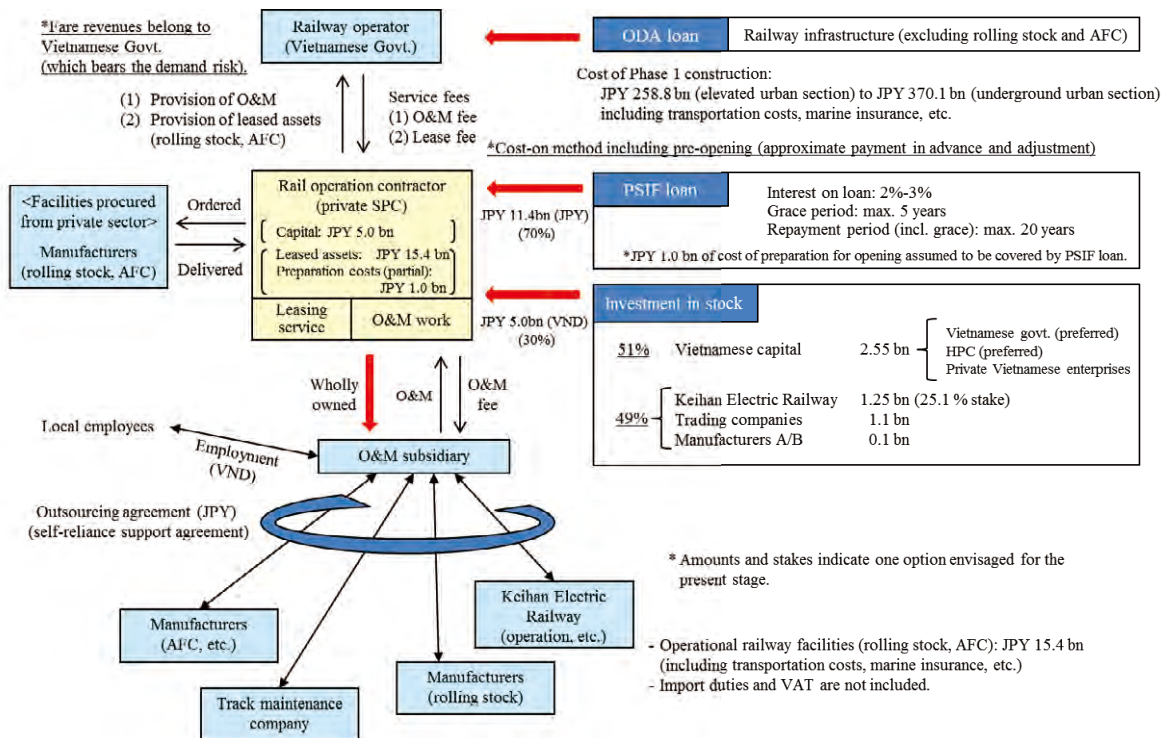 *Fare revenues belong to
Vietnamese Govt.
(which bears the demand risk).
Railway operator
(Vietnamese Govt.)
ODA loan
Railway infrastructure (excluding rolling stock and AFC)
Cost of Phase 1 construction:
JPY 258.8 bn (elevated urban section) to JPY 370.1 bn (underground urban section)
including transportation costs, marine insurance, etc.
(1) Provision of O&M
(2) Provision of leased assets
(rolling stock, AFC)
Service fees
(1) O&M fee
(2) Lease fee
*Cost-on method including pre-opening (approximate payment in advance and adjustment)
<Facilities procured
from private sector>
Manufacturers
(rolling stock, AFC)
Ordered
Delivered
Rail operation contractor
(private SPC)
Capital: JPY 5.0 bn
Leased assets: JPY 15.4 bn
Preparation costs (partial):
JPY 1.0 bn
Leasing
service
O&M work
JPY 11.4bn (JPY)
(70%)
PSIF loan
Interest on loan: 2%-3%
Grace period: max. 5 years
Repayment period (incl. grace): max. 20 years
*JPY 1.0 bn of cost of preparation for opening assumed to be covered by PSIF loan.
JPY 5.0bn (VND)
(30%)
Investment in stock
51% Vietnamese capital 2.55 bn
Vietnamese govt. (preferred)
HPC (preferred)
Private Vietnamese enterprises
49%
Keihan Electric Railway 1.25 bn (25.1 % stake)
Trading companies 1.1 bn
Manufacturers A/B 0.1 bn
Wholly
owned
O&M
O&M
fee
Local employees
Employment
(VND)
O&M subsidiary
Outsourcing agreement (JPY)
(self-reliance support agreement)
Manufacturers
(AFC, etc.)
Track maintenance
company
Manufacturers
(rolling stock)
Keihan Electric
Railway
(operation, etc.)
* Amounts and stakes indicate one option envisaged for the
present stage.
- Operational railway facilities (rolling stock, AFC): JPY 15.4 bn
(including transportation costs, marine insurance, etc.)
- Import duties and VAT are not included.